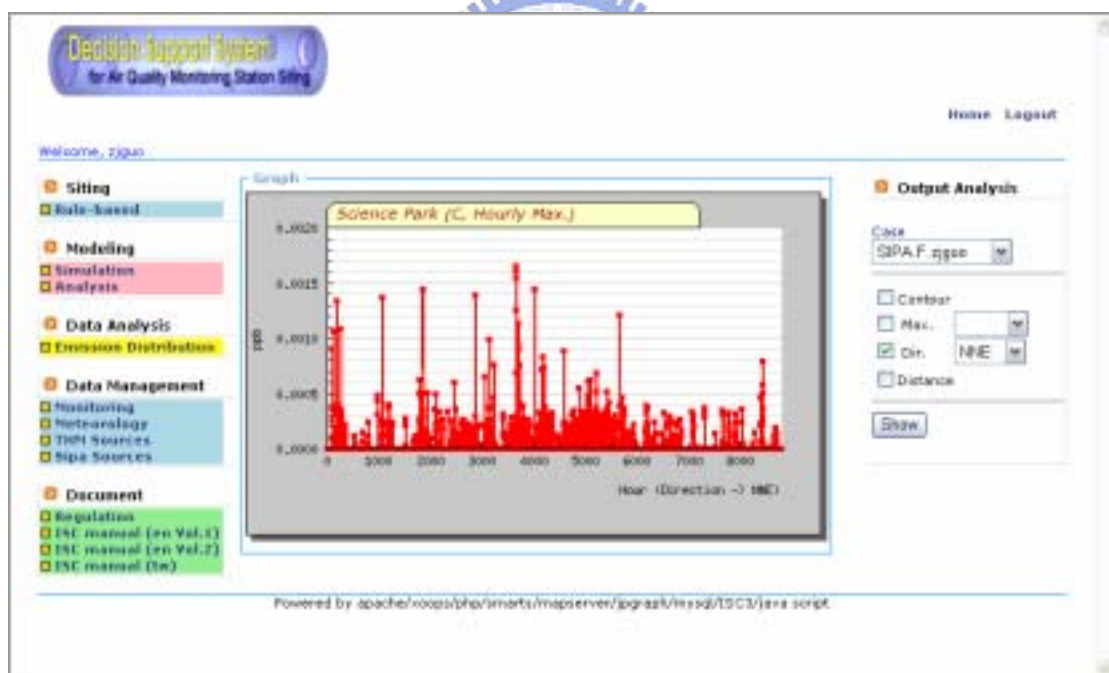 Decision Support System
for Air Quality Monitoring Station Siting
Home Logout
Welcome, zjguo
Siting
Rule-based
Modeling
Simulation
Analysis
Data Analysis
Emission Distribution
Data Management
Monitoring
Meteorology
THM Sources
Sipa Sources
Document
Regulation
ISC manual (en Vol.1)
ISC manual (en Vol.2)
ISC manual (tw)
Graph
Science Park (C, Hourly Max.)
0.0020
0.0015
0.0010
0.0005
0.0000
ppb
0 1000 2000 3000 4000 5000 6000 7000 8000
Hour (Direction -> NNE)
Output Analysis
Case
SIPA.F.zjguo
Contour
Max.
Dir. NNE
Distance
Show
Powered by apache/xoops/php/smarts/mapserver/jpgraph/mysql/ISC3/java script